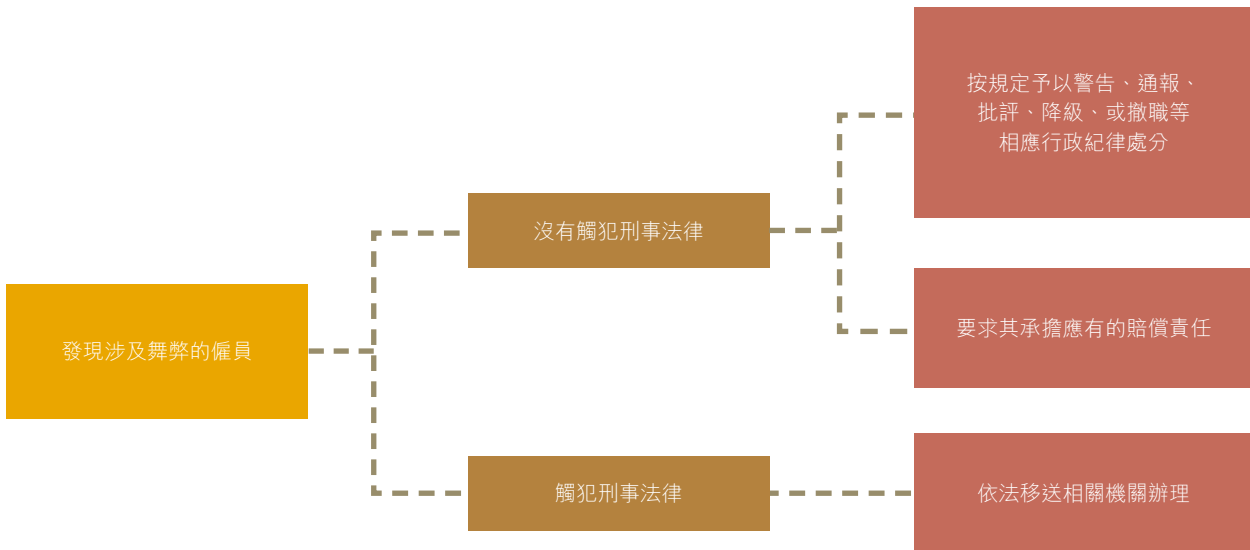 發現涉及舞弊的僱員
沒有觸犯刑事法律
按規定予以警告、通報、
批評、降級、或撤職等
相應行政紀律處分
要求其承擔應有的賠償責任
觸犯刑事法律
依法移送相關機關辦理